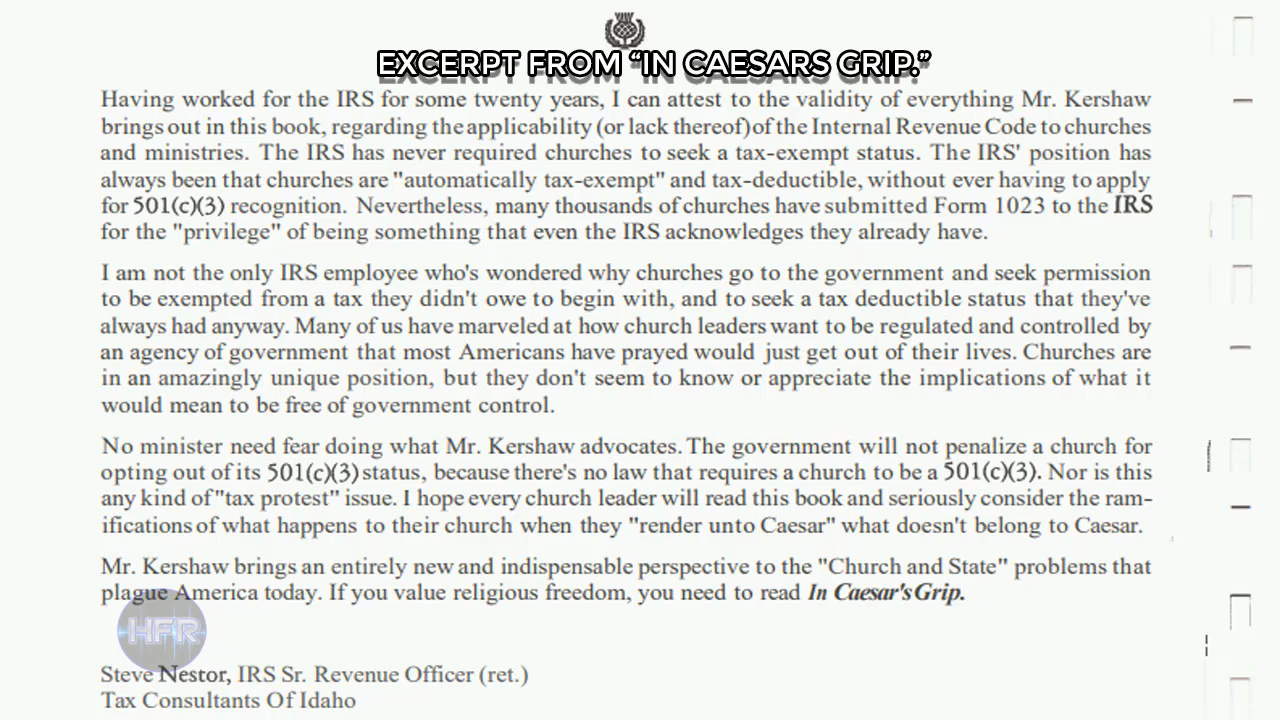 EXCERPT FROM “IN CAESARS GRIP.”
Having worked for the IRS for some twenty years, I can attest to the validity of everything Mr. Kershaw
brings out in this book, regarding the applicability (or lack thereof) of the Internal Revenue Code to churches
and ministries. The IRS has never required churches to seek a tax-exempt status. The IRS' position has
always been that churches are "automatically tax-exempt" and tax-deductible, without ever having to apply
for 501(c)(3) recognition. Nevertheless, many thousands of churches have submitted Form 1023 to the IRS
for the "privilege" of being something that even the IRS acknowledges they already have.
I am not the only IRS employee who's wondered why churches go to the government and seek permission
to be exempted from a tax they didn't owe to begin with, and to seek a tax deductible status that they've
always had anyway. Many of us have marveled at how church leaders want to be regulated and controlled by
an agency of government that most Americans have prayed would just get out of their lives. Churches are
in an amazingly unique position, but they don't seem to know or appreciate the implications of what it
would mean to be free of government control.
No minister need fear doing what Mr. Kershaw advocates. The government will not penalize a church for
opting out of its 501(c)(3) status, because there's no law that requires a church to be a 501(c)(3). Nor is this
any kind of "tax protest" issue. I hope every church leader will read this book and seriously consider the ram-
ifications of what happens to their church when they "render unto Caesar" what doesn't belong to Caesar.
Mr. Kershaw brings an entirely new and indispensable perspective to the "Church and State" problems that
plague America today. If you value religious freedom, you need to read In Caesar's Grip.
HFR
Steve Nestor, IRS Sr. Revenue Officer (ret.)
Tax Consultants Of Idaho